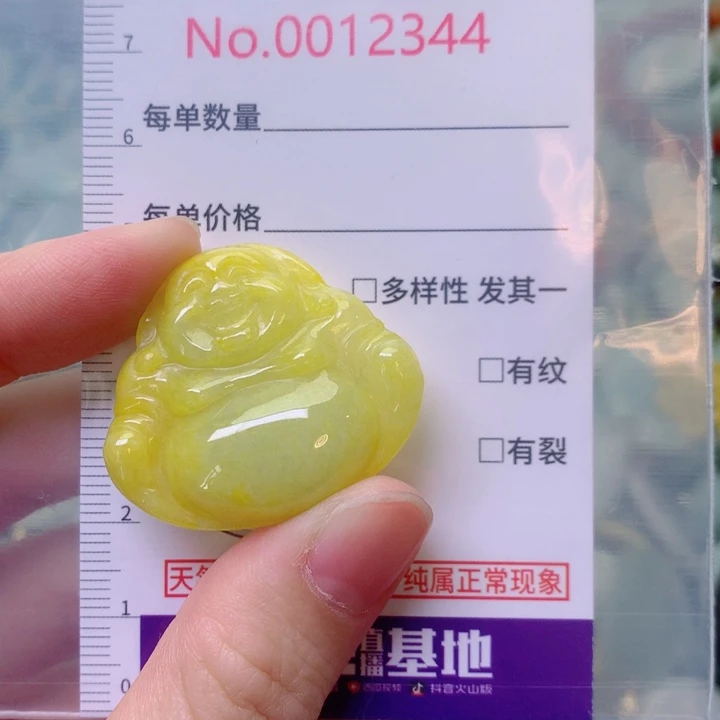 No.0012344
7
每单数量
6
每单价格
□多样性 发其一
□有纹
□有裂
2
天 纯属正常现象
1
播基地
0
抖音火山版